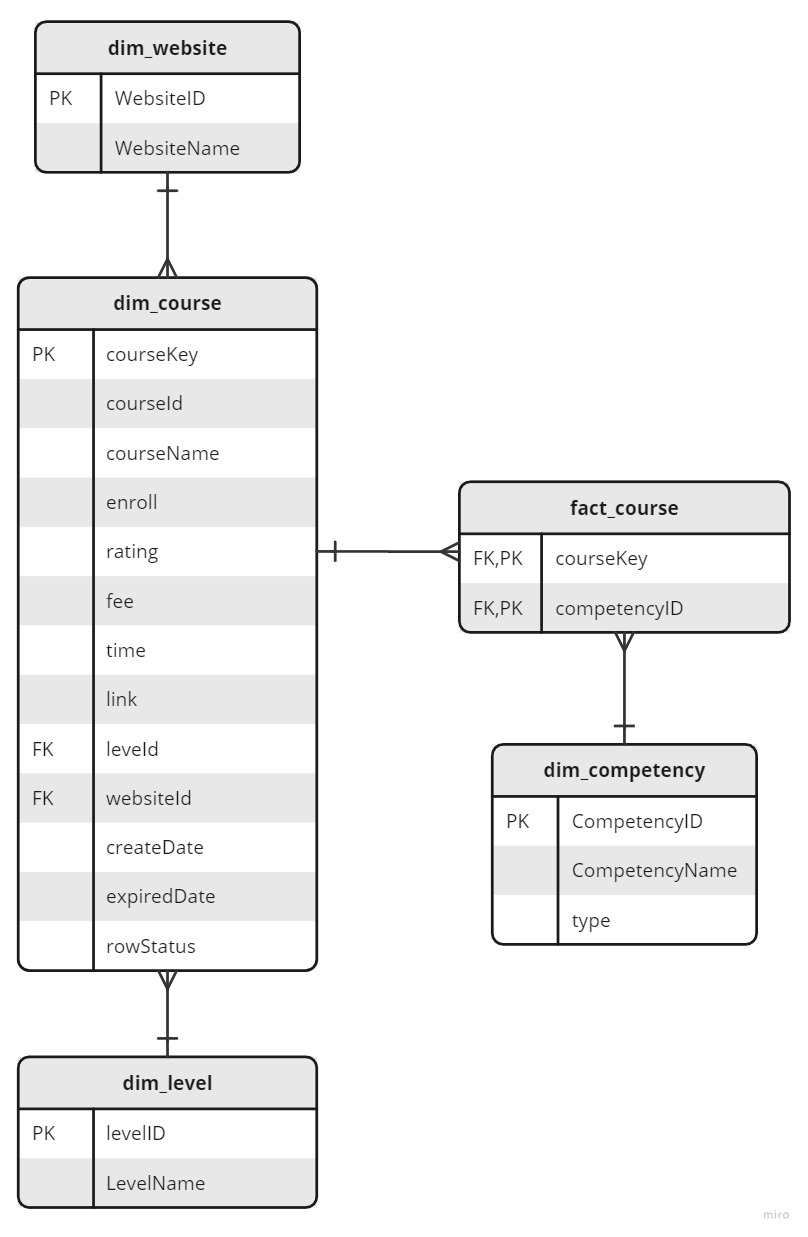 dim_website
PK WebsiteID
WebsiteName
dim_course
PK courseKey
courseId
courseName
enroll
rating
fee
time
link
FK leveId
FK websiteId
createDate
expiredDate
rowStatus
fact_course
FK,PK courseKey
FK,PK competencyID
dim_competency
PK CompetencyID
CompetencyName
type
dim_level
PK levelID
LevelName
miro